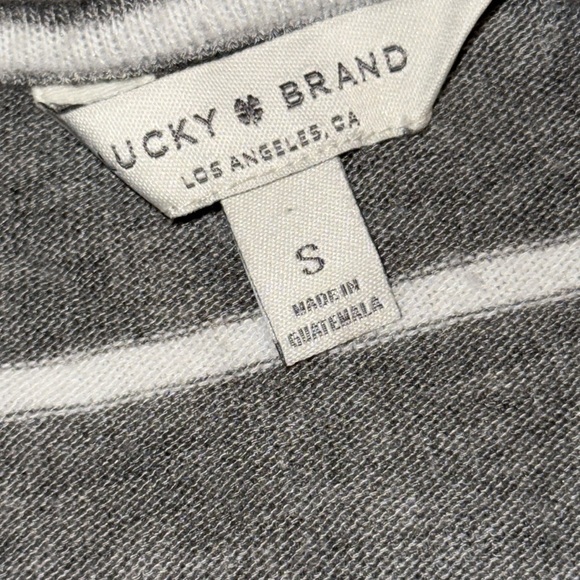 UCKY BRAND
LOS ANGELES, CA
S
MADE IN
GUATEMALA